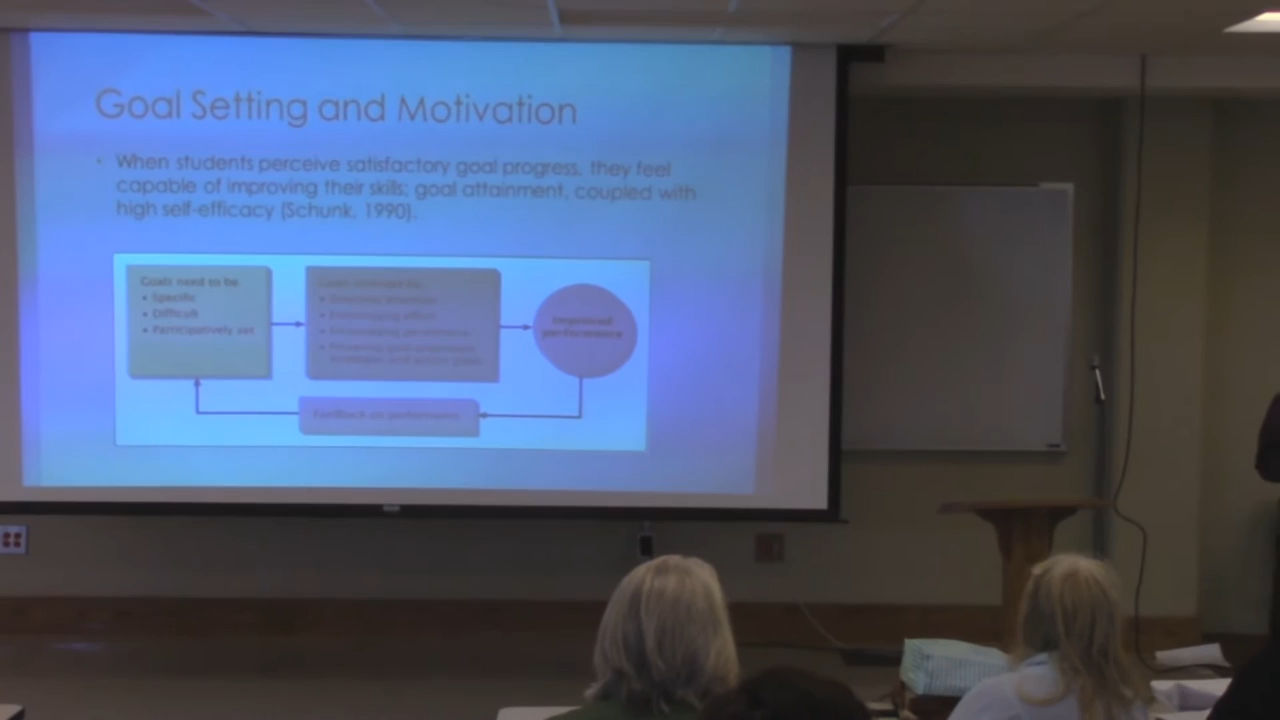 Goal Setting and Motivation
• When students perceive satisfactory goal progress, they feel
capable of improving their skills; goal attainment, coupled with
high self-efficacy (Schunk, 1990).
Goals need to be
• Specific
• Difficult
• Participatively set
Improved
performance
Feedback on performance